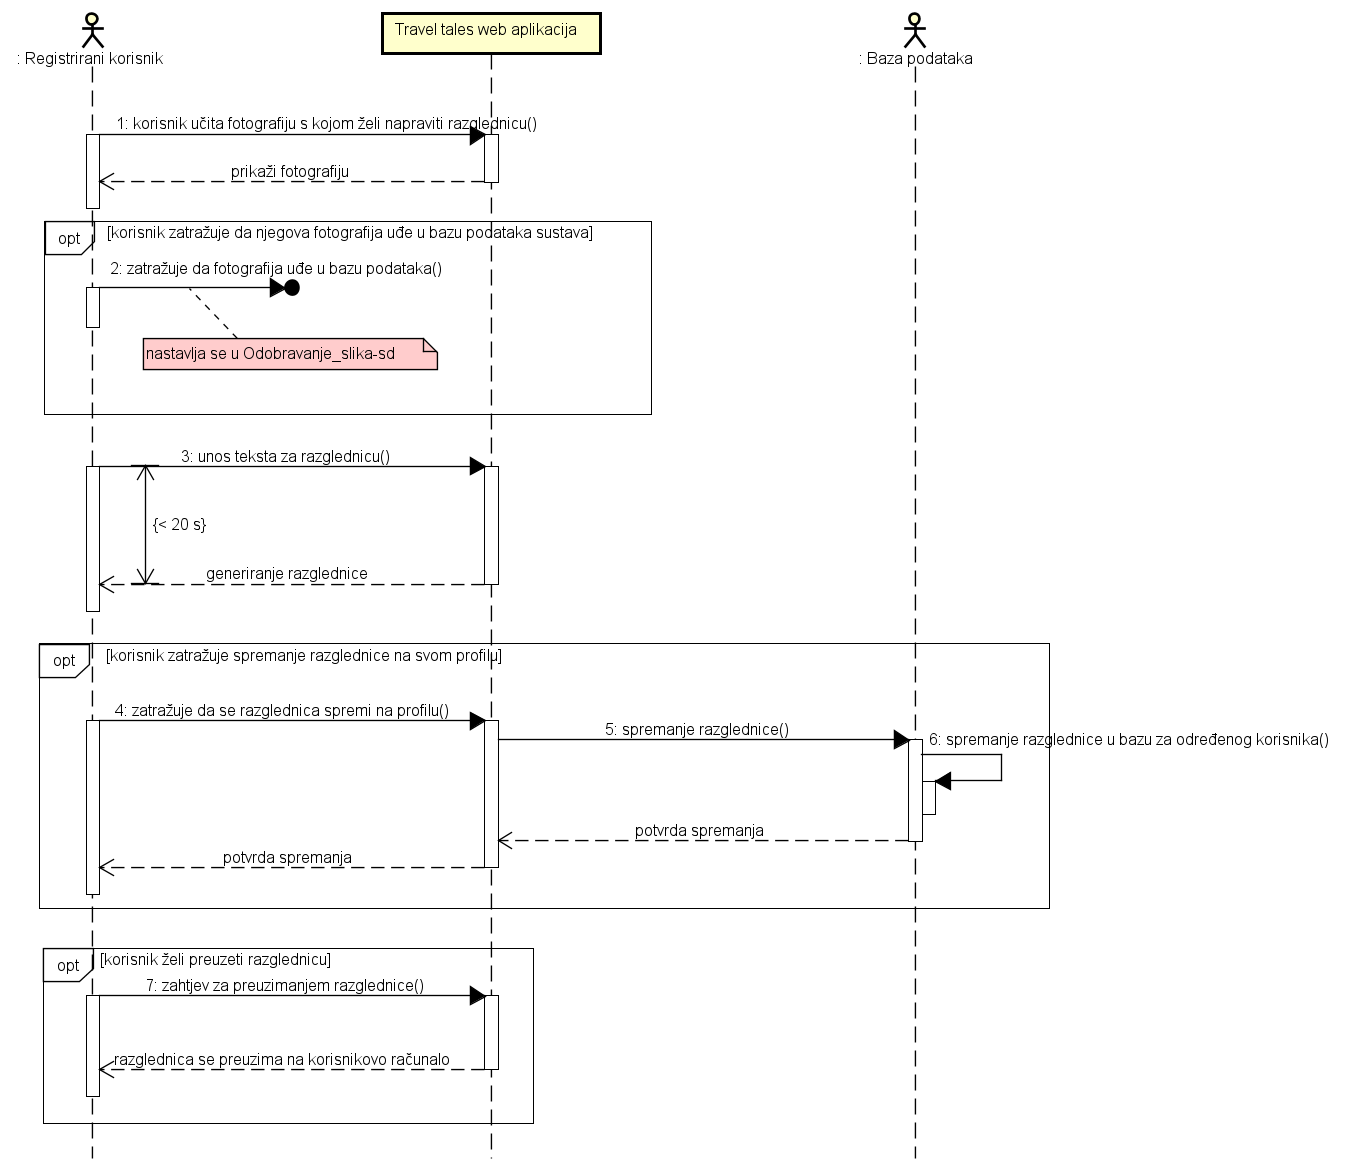 : Registrirani korisnik
Travel tales web aplikacija
: Baza podataka
1: korisnik učita fotografiju s kojom želi napraviti razglednicu()
prikaži fotografiju
opt
[korisnik zatražuje da njegova fotografija uđe u bazu podataka sustava]
2: zatražuje da fotografija uđe u bazu podataka()
nastavlja se u Odobravanje_slika-sd
3: unos teksta za razglednicu()
{< 20 s}
generiranje razglednice
opt
[korisnik zatražuje spremanje razglednice na svom profilu]
4: zatražuje da se razglednica spremi na profilu()
5: spremanje razglednice()
6: spremanje razglednice u bazu za određenog korisnika()
potvrda spremanja
potvrda spremanja
opt
[korisnik želi preuzeti razglednicu]
7: zahtjev za preuzimanjem razglednice()
razglednica se preuzima na korisnikovo računalo